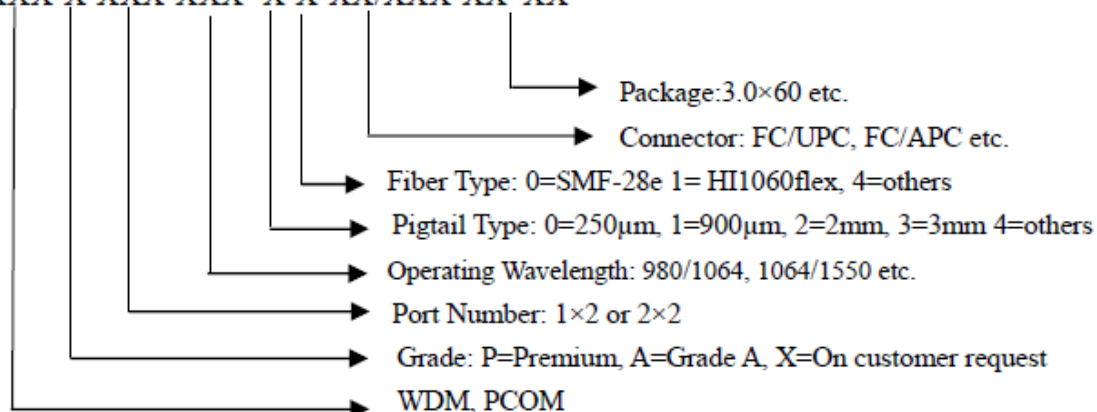 Package:3.0×60 etc.
Connector: FC/UPC, FC/APC etc.
Fiber Type: 0=SMF-28e 1= HI1060flex, 4=others
Pigtail Type: 0=250μm, 1=900μm, 2=2mm, 3=3mm 4=others
Operating Wavelength: 980/1064, 1064/1550 etc.
Port Number: 1×2 or 2×2
Grade: P=Premium, A=Grade A, X=On customer request
WDM, PCOM